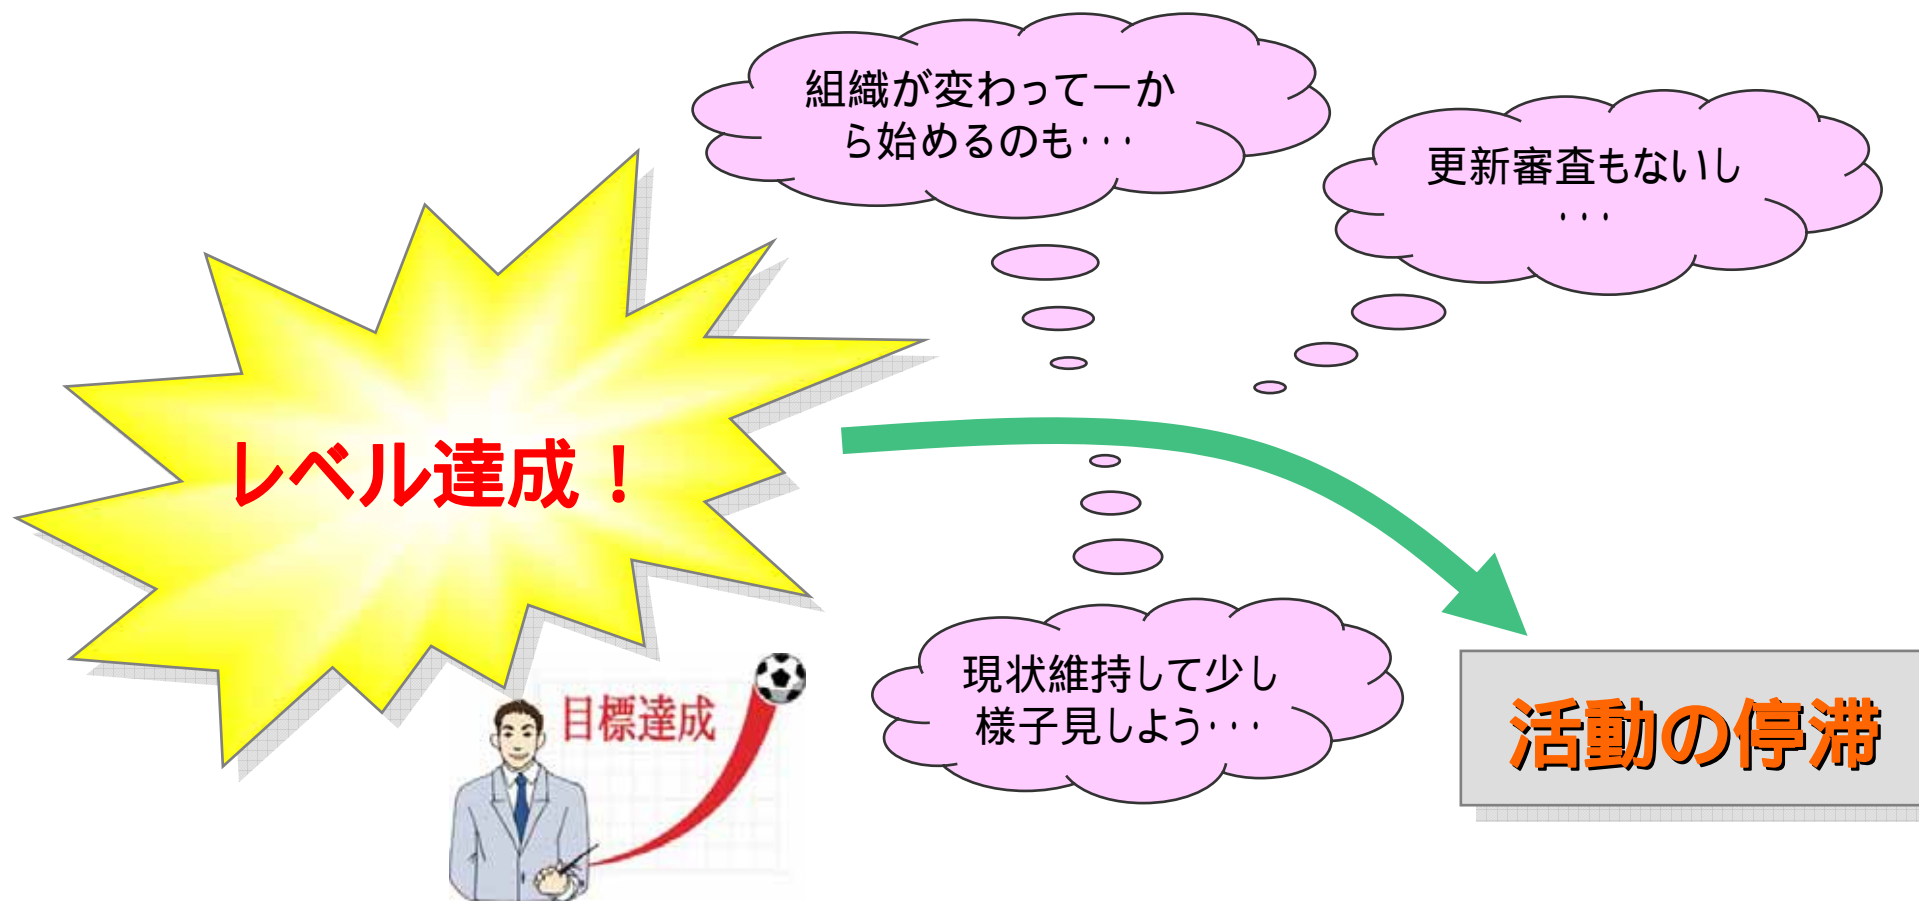 組織が変わって一か
ら始めるのも･･･
更新審査もないし
･･･
レベル達成！
目標達成
現状維持して少し
様子見しよう･･･
活動の停滞